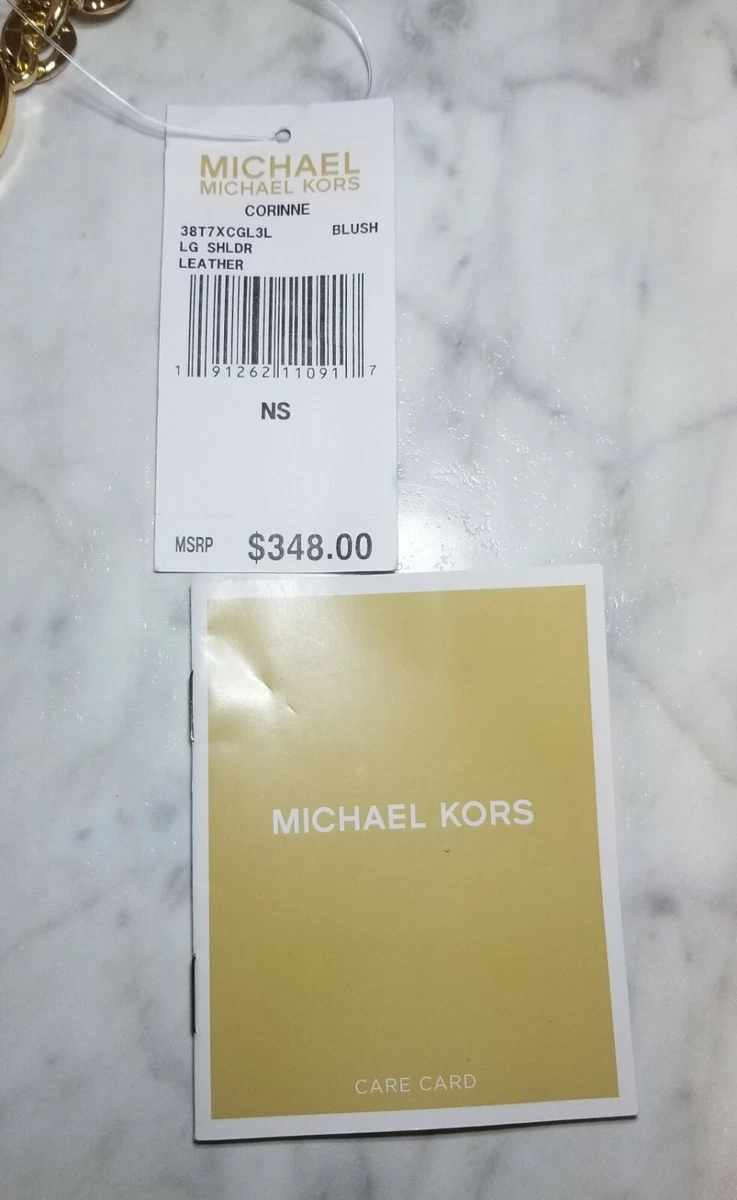 MICHAEL
MICHAEL KORS
CORINNE
38T7XCGL3L BLUSH
LG SHLDR
LEATHER
1 91262 11091 7
NS
MSRP $348.00
MICHAEL KORS
CARE CARD